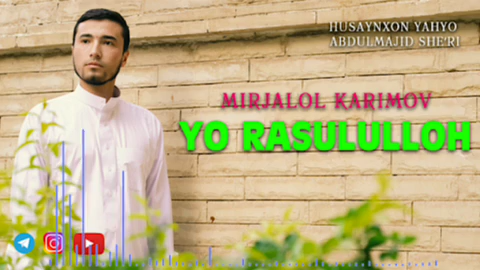 HUSAYNXON YAHYO
ABDULMAJID SHE'RI
MIRJALOL KARIMOV
YO RASULULLOH